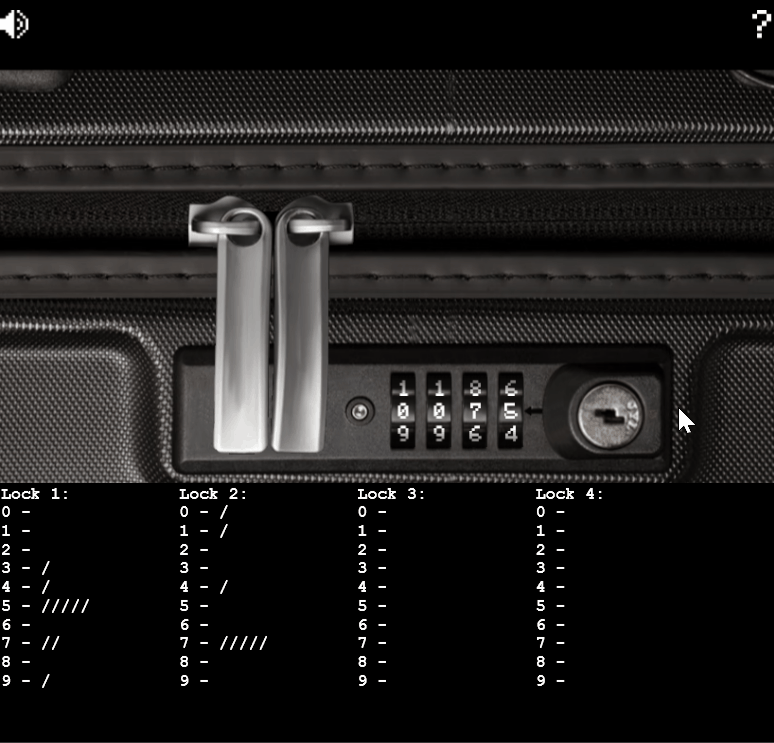 ?
1 1 8 6
0 0 7 5
9 9 6 4
Lock 1:
0 -
1 -
2 -
3 - /
4 - /
5 - /////
6 -
7 - //
8 -
9 - /
Lock 2:
0 - /
1 - /
2 -
3 -
4 - /
5 -
6 -
7 - /////
8 -
9 -
Lock 3:
0 -
1 -
2 -
3 -
4 -
5 -
6 -
7 -
8 -
9 -
Lock 4:
0 -
1 -
2 -
3 -
4 -
5 -
6 -
7 -
8 -
9 -